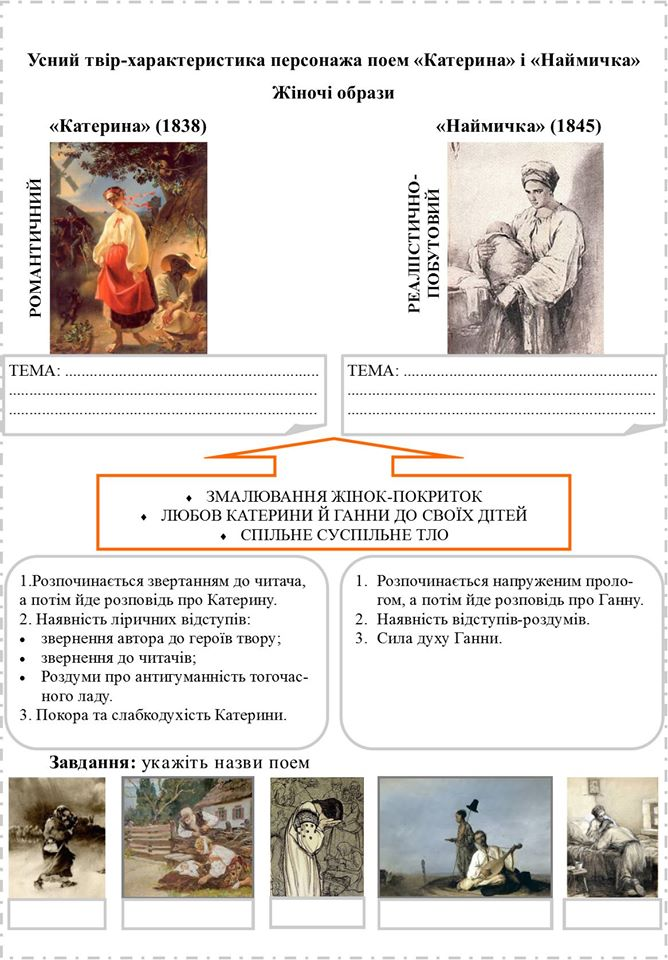 Усний твір-характеристика персонажа поем «Катерина» і «Наймичка»
Жіночі образи
«Катерина» (1838)
«Наймичка» (1845)
РОМАНТИЧНИЙ
РЕАЛІСТИЧНО-
ПОБУТОВИЙ
ТЕМА: .............................................................
..........................................................................
..........................................................................
ТЕМА: .............................................................
..........................................................................
..........................................................................
♦ ЗМАЛЮВАННЯ ЖІНОК-ПОКРИТОК
♦ ЛЮБОВ КАТЕРИНИ Й ГАННИ ДО СВОЇХ ДІТЕЙ
♦ СПІЛЬНЕ СУСПІЛЬНЕ ТЛО
1.Розпочинається звертанням до читача,
а потім йде розповідь про Катерину.
2. Наявність ліричних відступів:
• звернення автора до героїв твору;
• звернення до читачів;
• Роздуми про антигуманність тогочас-
ного ладу.
3. Покора та слабкодухість Катерини.
1. Розпочинається напруженим проло-
гом, а потім йде розповідь про Ганну.
2. Наявність відступів-роздумів.
3. Сила духу Ганни.
Завдання: укажіть назви поем